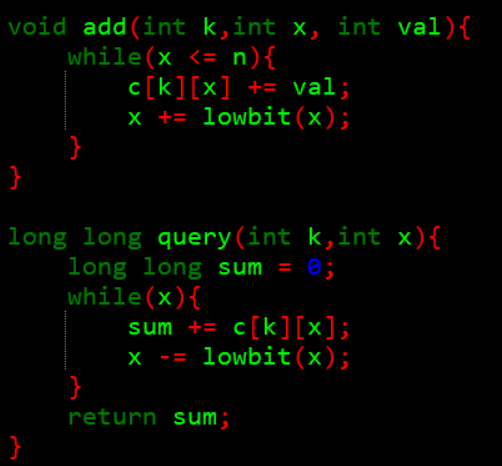 void add(int k,int x, int val){
    while(x <= n){
        c[k][x] += val;
        x += lowbit(x);
    }
}

long long query(int k,int x){
    long long sum = 0;
    while(x){
        sum += c[k][x];
        x -= lowbit(x);
    }
    return sum;
}